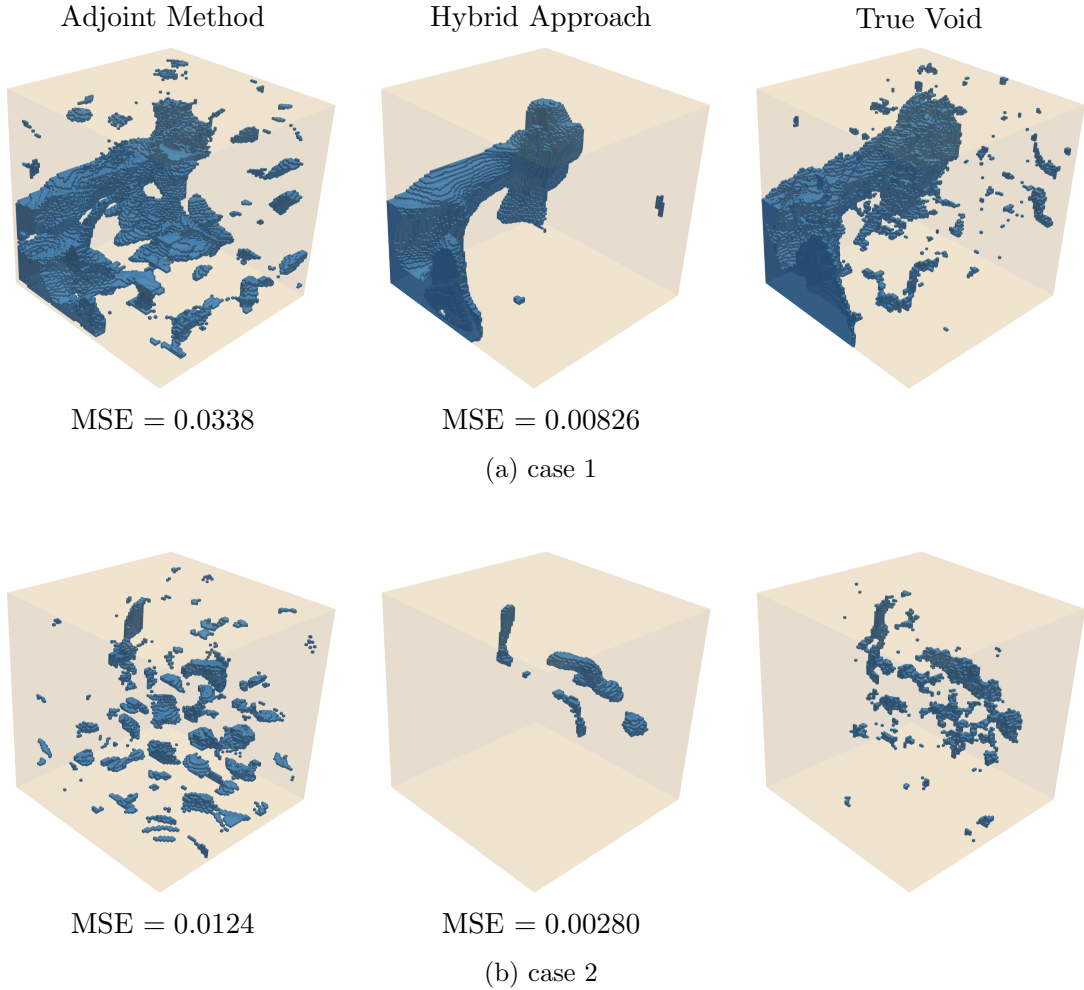 Adjoint Method
Hybrid Approach
True Void
MSE = 0.0338
MSE = 0.00826
(a) case 1
MSE = 0.0124
MSE = 0.00280
(b) case 2